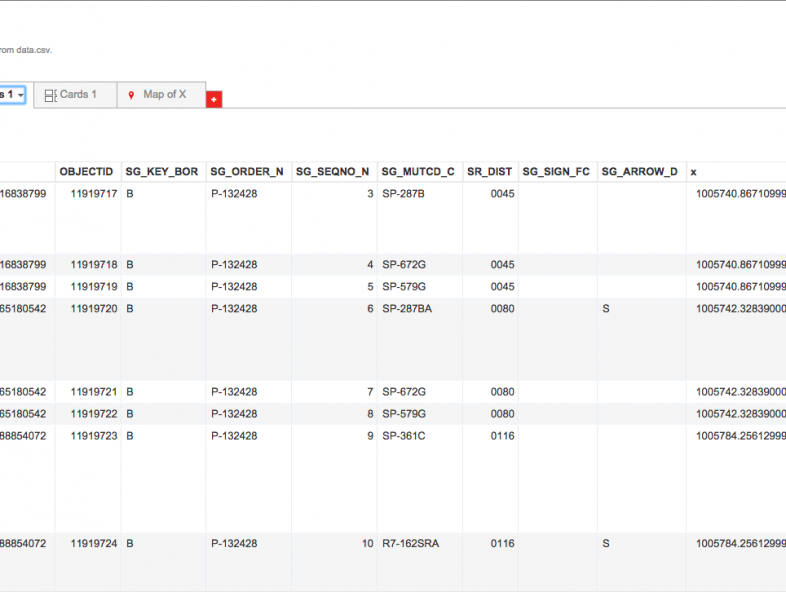 from data.csv.
s 1 Cards 1 Map of X
OBJECTID SG_KEY_BOR SG_ORDER_N SG_SEQNO_N SG_MUTCD_C SR_DIST SG_SIGN_FC SG_ARROW_D x
16838799 11919717 B P-132428 3 SP-287B 0045 1005740.86710999
16838799 11919718 B P-132428 4 SP-672G 0045 1005740.86710999
16838799 11919719 B P-132428 5 SP-579G 0045 1005740.86710999
65180542 11919720 B P-132428 6 SP-287BA 0080 S 1005742.32839000
65180542 11919721 B P-132428 7 SP-672G 0080 1005742.32839000
65180542 11919722 B P-132428 8 SP-579G 0080 1005742.32839000
88854072 11919723 B P-132428 9 SP-361C 0116 1005784.25612999
88854072 11919724 B P-132428 10 R7-162SRA 0116 S 1005784.25612999